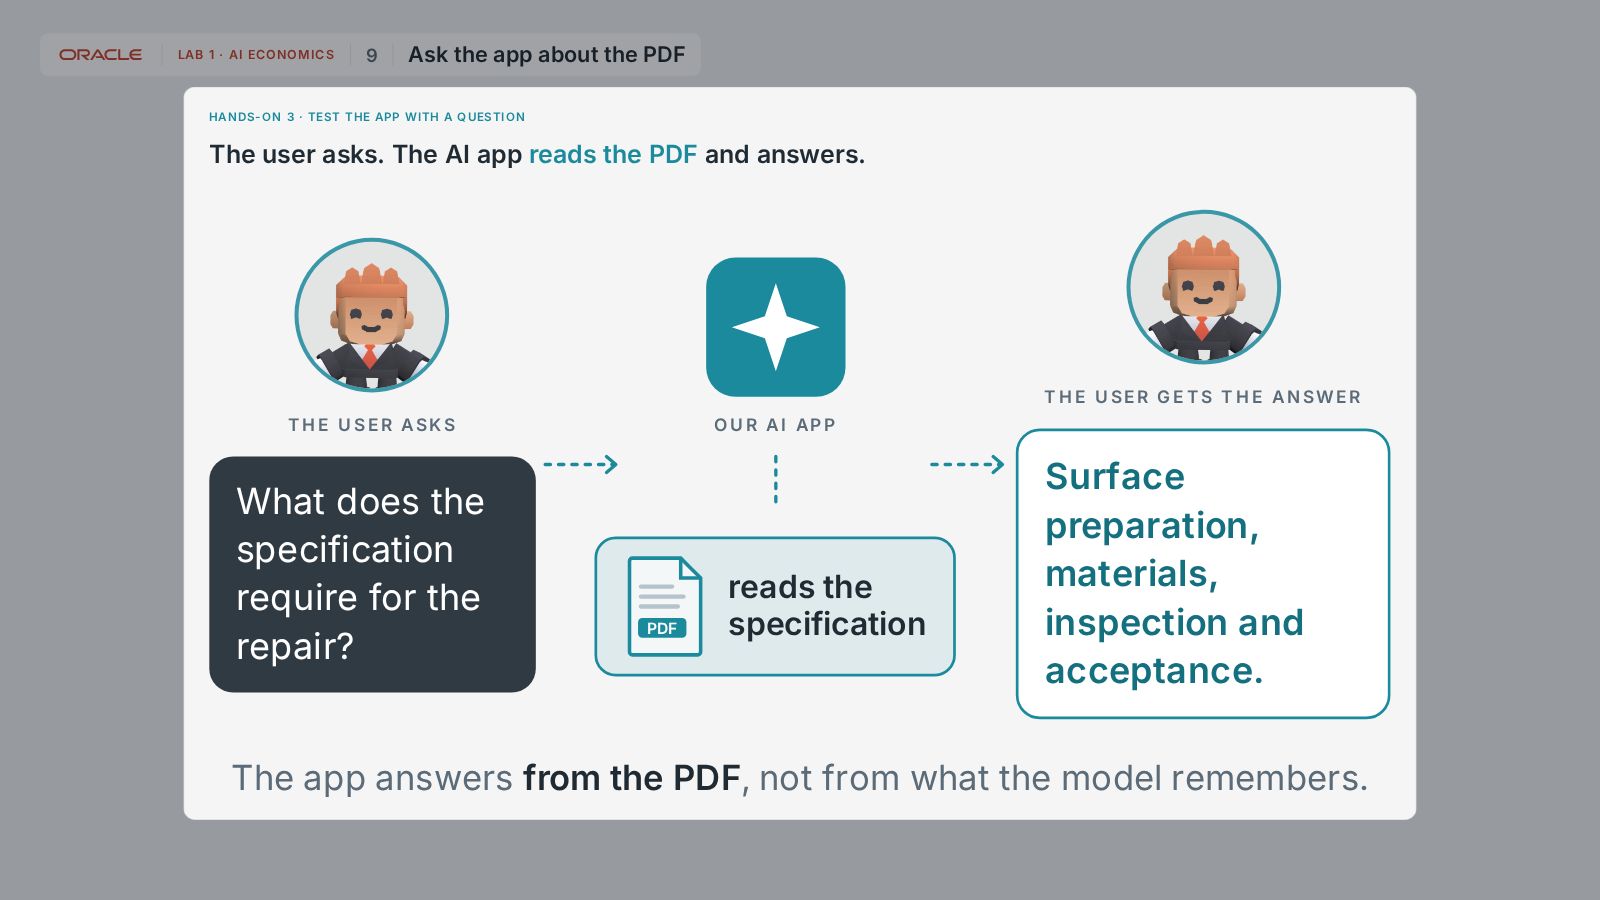 ORACLE
LAB 1 · AI ECONOMICS
9
Ask the app about the PDF
HANDS-ON 3 · TEST THE APP WITH A QUESTION
The user asks. The AI app reads the PDF and answers.
THE USER ASKS
What does the
specification
require for the
repair?
OUR AI APP
PDF
reads the
specification
THE USER GETS THE ANSWER
Surface
preparation,
materials,
inspection and
acceptance.
The app answers from the PDF, not from what the model remembers.